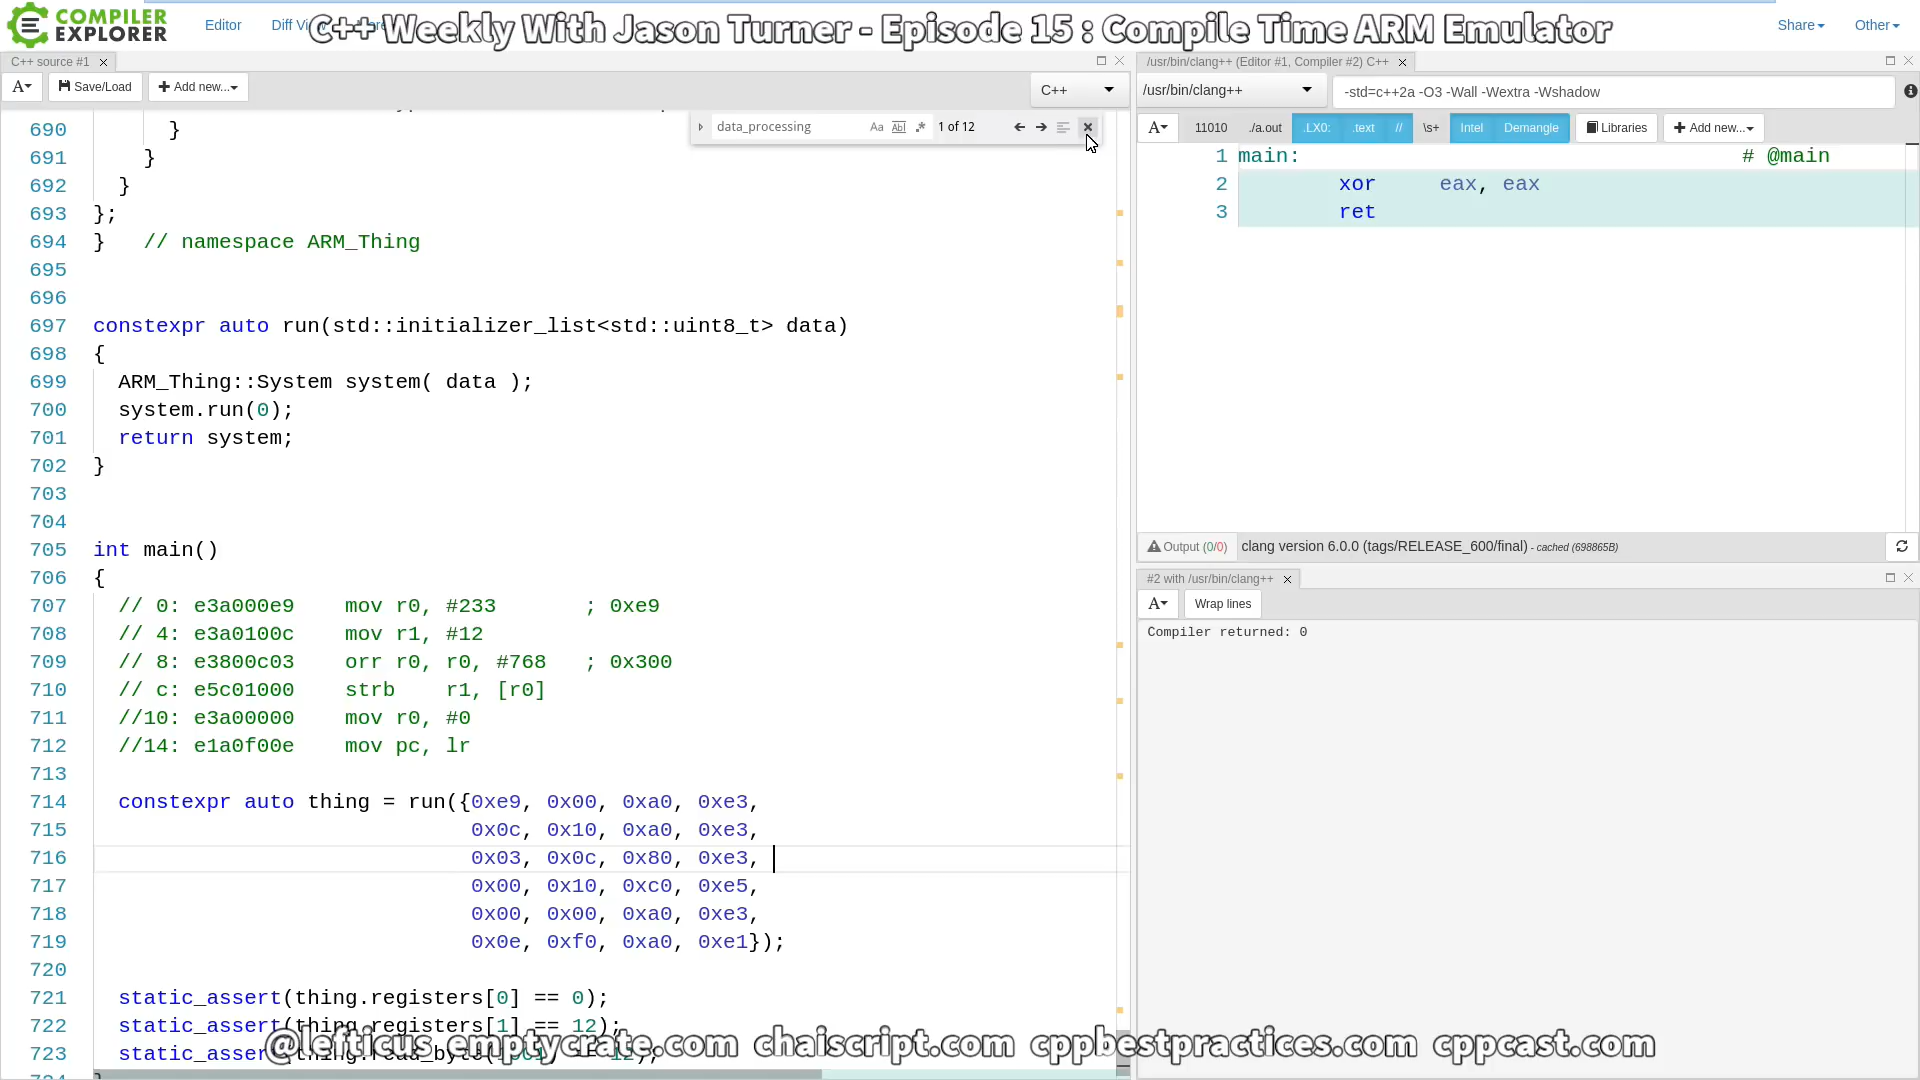 COMPILER
EXPLORER
Editor
Diff
C++ Weekly With Jason Turner - Episode 15 : Compile Time ARM Emulator
Share
Other
C++ source #1
A
Save/Load
Add new...
C++
data_processing
Aa
Abl
.*
1 of 12
690 }
691 }
692 }
693 };
694 } // namespace ARM_Thing
695
696
697 constexpr auto run(std::initializer_list<std::uint8_t> data)
698 {
699 ARM_Thing::System system( data );
700 system.run(0);
701 return system;
702 }
703
704
705 int main()
706 {
707 // 0: e3a000e9 mov r0, #233 ; 0xe9
708 // 4: e3a0100c mov r1, #12
709 // 8: e3800c03 orr r0, r0, #768 ; 0x300
710 // c: e5c01000 strb r1, [r0]
711 //10: e3a00000 mov r0, #0
712 //14: e1a0f00e mov pc, lr
713
714 constexpr auto thing = run({0xe9, 0x00, 0xa0, 0xe3,
715 0x0c, 0x10, 0xa0, 0xe3,
716 0x03, 0x0c, 0x80, 0xe3,
717 0x00, 0x10, 0xc0, 0xe5,
718 0x00, 0x00, 0xa0, 0xe3,
719 0x0e, 0xf0, 0xa0, 0xe1});
720
721 static_assert(thing.registers[0] == 0);
722 static_assert(thing.registers[1] == 12);
723 static_assert
@lefticus emptycrate.com chaiscript.com cppbestpractices.com cppcast.com
/usr/bin/clang++ (Editor #1, Compiler #2) C++
/usr/bin/clang++
-std=c++2a -O3 -Wall -Wextra -Wshadow
A
11010
./a.out
.LX0:
.text
//
\s+
Intel
Demangle
Libraries
Add new...
1 main: # @main
2 xor eax, eax
3 ret
Output (0/0)
clang version 6.0.0 (tags/RELEASE_600/final) - cached (698865B)
#2 with /usr/bin/clang++
A
Wrap lines
Compiler returned: 0